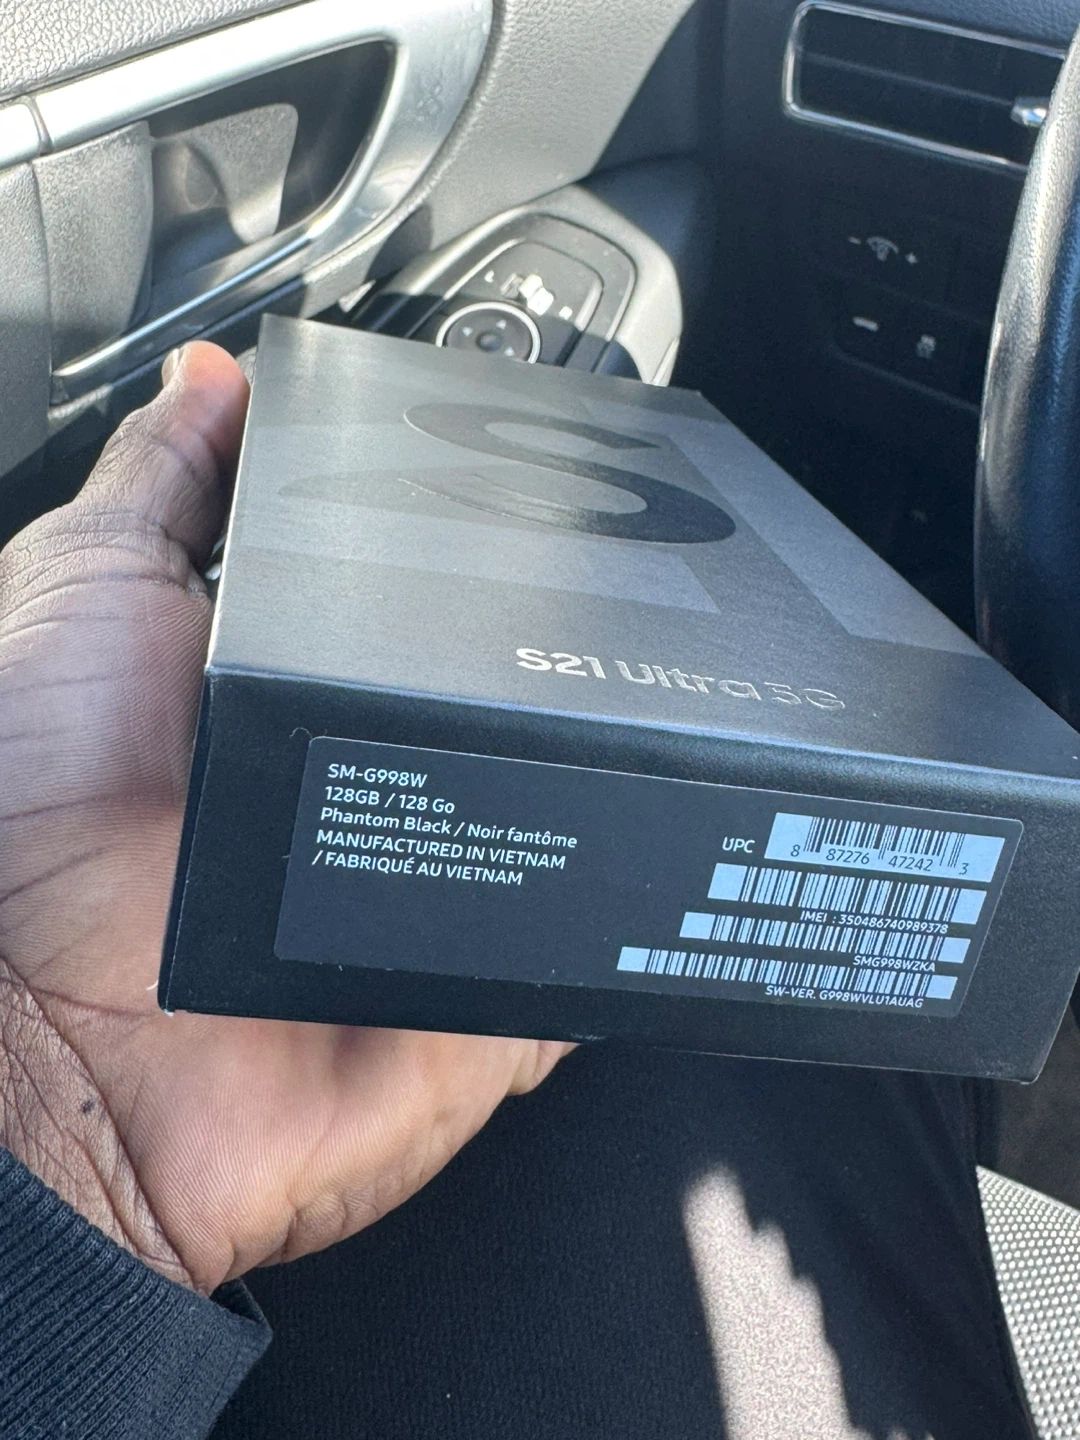 S21 Ultra 5G
SM-G998W
128GB / 128 Go
Phantom Black / Noir fantôme
MANUFACTURED IN VIETNAM
/ FABRIQUÉ AU VIETNAM
UPC
8 87276 47242 3
IMEI : 350486740989378
SMG998WZKA
SW-VER. G998WVLU1AUAG